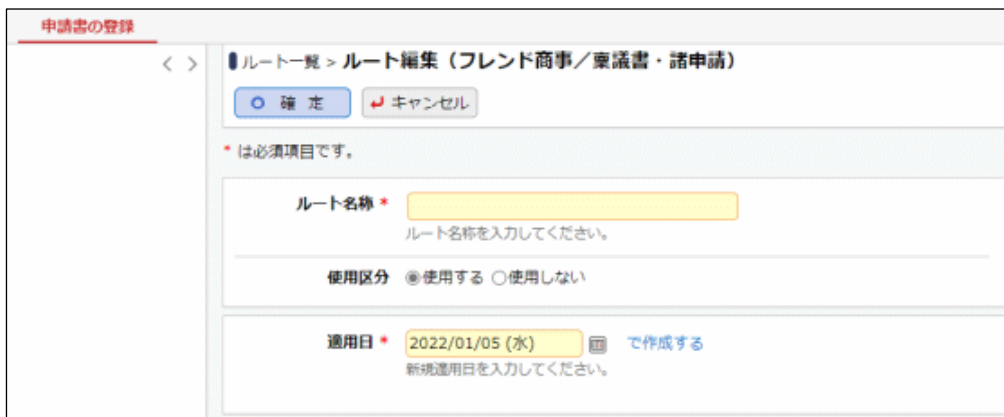 申請書の登録
< > ルート一覧 > ルート編集（フレンド商事／稟議書・諸申請）
確 定 キャンセル
* は必須項目です。
ルート名称 *
ルート名称を入力してください。
使用区分 ◉使用する ○使用しない
適用日 * 2022/01/05 (水) で作成する
新規適用日を入力してください。